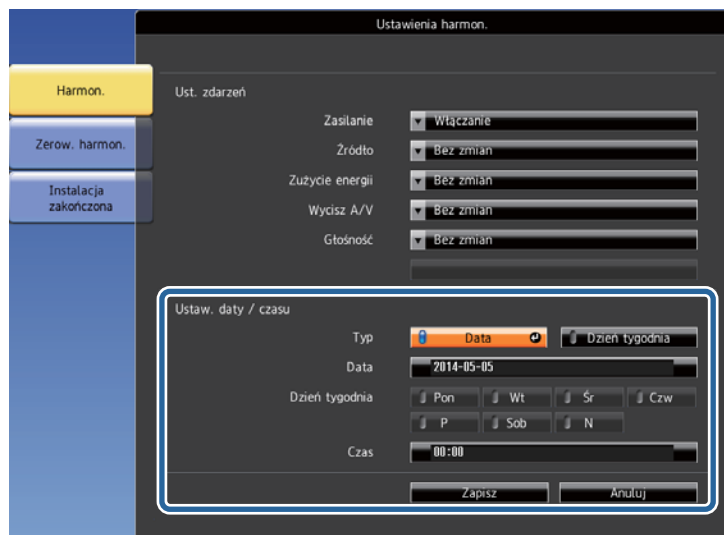 Ustawienia harmon.
Harmon.
Zerow. harmon.
Instalacja
zakończona
Ust. zdarzeń
Zasilanie Włączanie
Źródło Bez zmian
Zużycie energii Bez zmian
Wycisz A/V Bez zmian
Głośność Bez zmian
Ustaw. daty / czasu
Typ Data Dzień tygodnia
Data 2014-05-05
Dzień tygodnia Pon Wt Śr Czw
P Sob N
Czas 00:00
Zapisz Anuluj